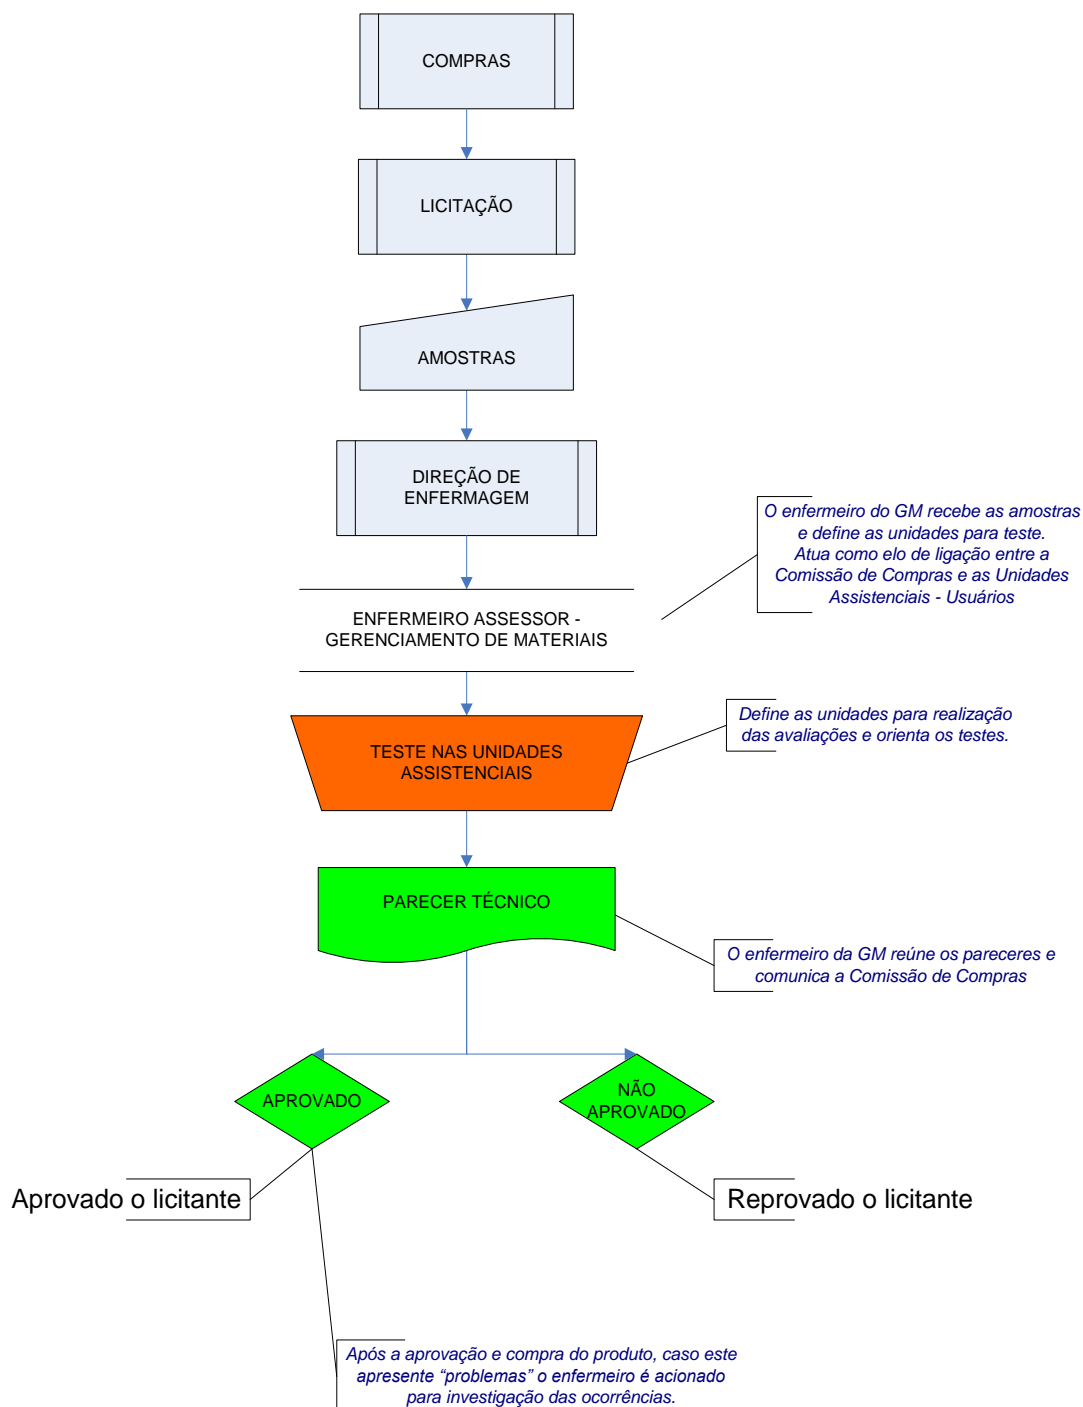 COMPRAS
LICITAÇÃO
AMOSTRAS
DIREÇÃO DE
ENFERMAGEM
O enfermeiro do GM recebe as amostras
e define as unidades para teste.
Atua como elo de ligação entre a
Comissão de Compras e as Unidades
Assistenciais - Usuários
ENFERMEIRO ASSESSOR -
GERENCIAMENTO DE MATERIAIS
Define as unidades para realização
das avaliações e orienta os testes.
TESTE NAS UNIDADES
ASSISTENCIAIS
PARECER TÉCNICO
O enfermeiro da GM reúne os pareceres e
comunica a Comissão de Compras
APROVADO
NÃO
APROVADO
Aprovado o licitante
Reprovado o licitante
Após a aprovação e compra do produto, caso este
apresente “problemas” o enfermeiro é acionado
para investigação das ocorrências.